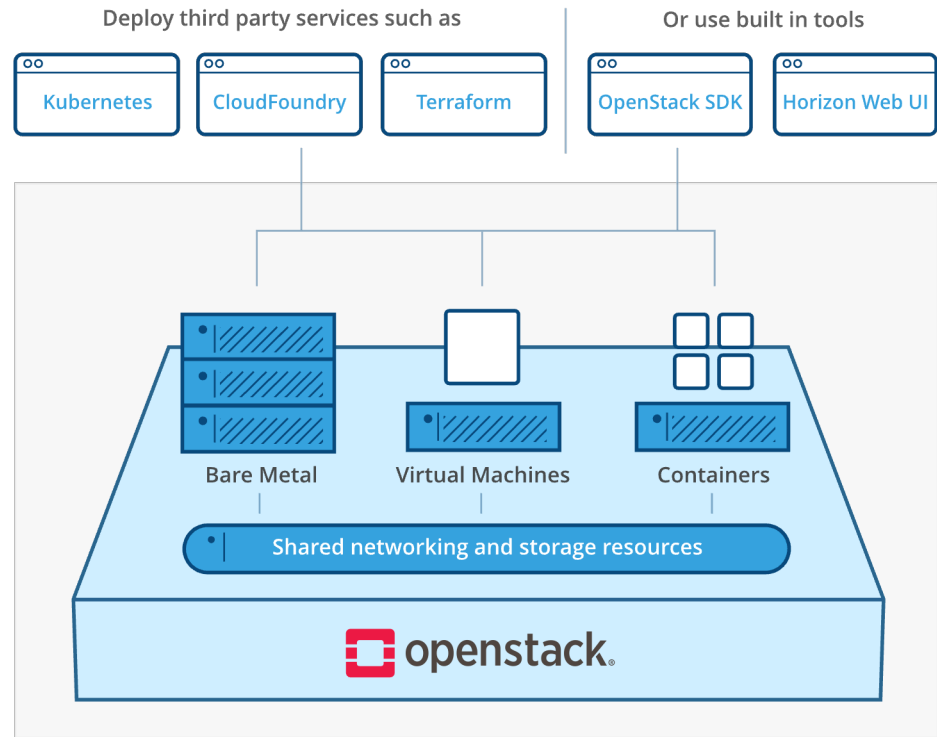 Deploy third party services such as
Or use built in tools
Kubernetes
CloudFoundry
Terraform
OpenStack SDK
Horizon Web UI
Bare Metal
Virtual Machines
Containers
Shared networking and storage resources
openstack®